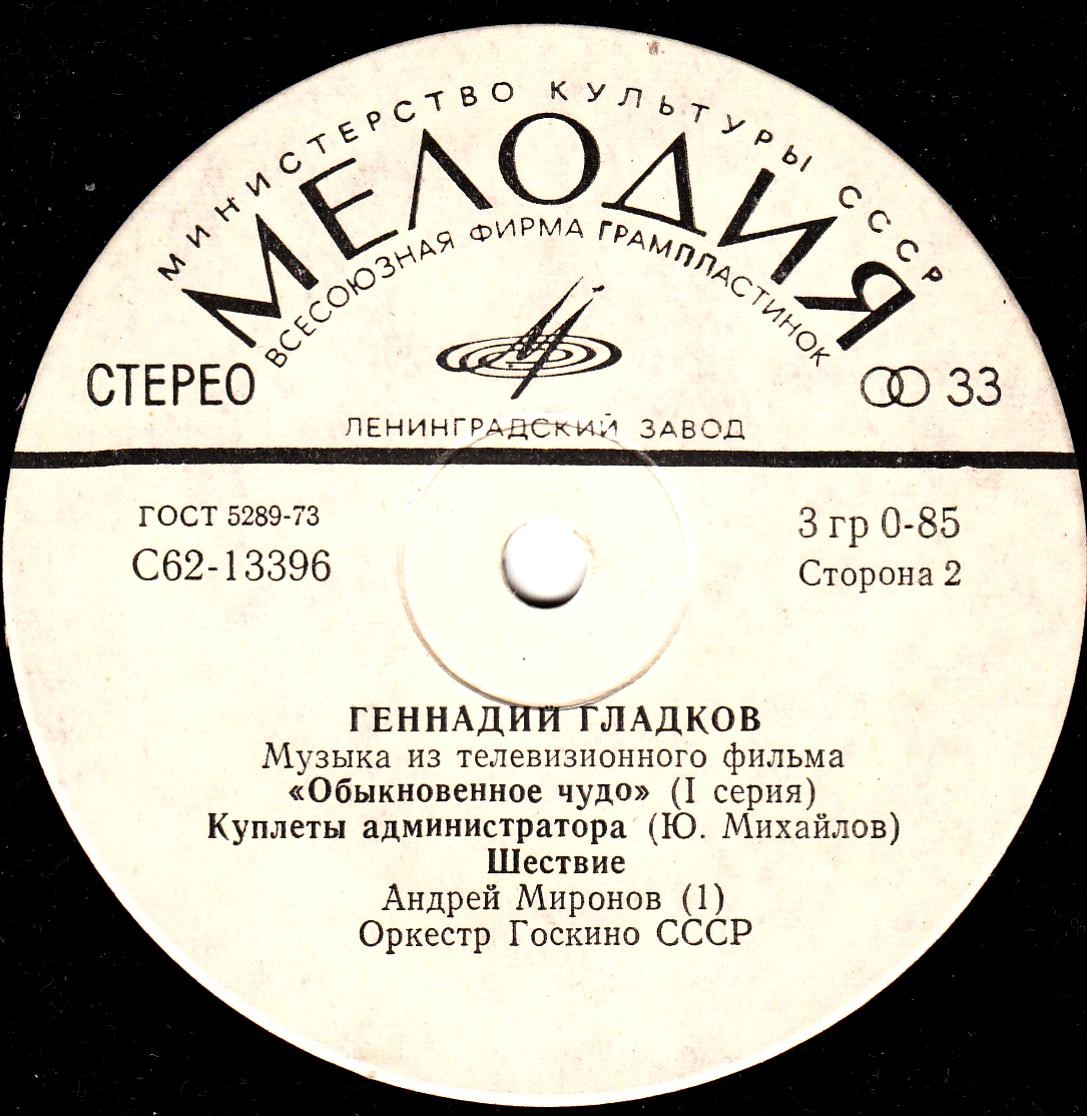 МИНИСТЕРСТВО КУЛЬТУРЫ СССР
МЕЛОДИЯ
ВСЕСОЮЗНАЯ ФИРМА ГРАМПЛАСТИНОК
СТЕРЕО
33
ЛЕНИНГРАДСКИЙ ЗАВОД
ГОСТ 5289-73
С62-13396
3 гр 0-85
Сторона 2
ГЕННАДИЙ ГЛАДКОВ
Музыка из телевизионного фильма
«Обыкновенное чудо» (I серия)
Куплеты администратора (Ю. Михайлов)
Шествие
Андрей Миронов (1)
Оркестр Госкино СССР